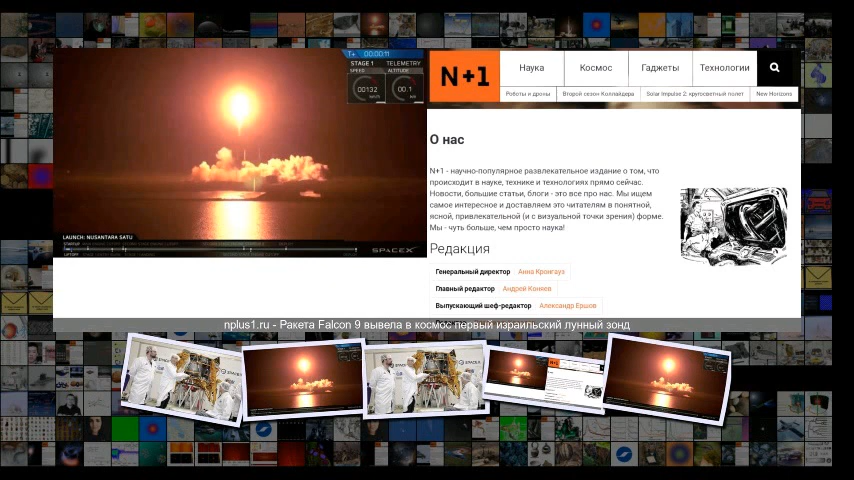 T+ 00:00:11
STAGE 1 TELEMETRY
SPEED ALTITUDE
00132 00.1
LAUNCH: NUSANTARA SATU
SPACEX
N+1
Наука Космос Гаджеты Технологии
Роботы и дроны Второй сезон Коллайдера Solar Impulse 2: кругосветный полет New Horizons
О нас
N+1 - научно-популярное развлекательное издание о том, что
происходит в науке, технике и технологиях прямо сейчас.
Новости, большие статьи, блоги - это все про нас. Мы ищем
самое интересное и доставляем это читателям в понятной,
ясной, привлекательной (и с визуальной точки зрения) форме.
Мы - чуть больше, чем просто наука!
Редакция
Генеральный директор Анна Кронгауз
Главный редактор Андрей Коняев
Выпускающий шеф-редактор Александр Ершов
nplus1.ru - Ракета Falcon 9 вывела в космос первый израильский лунный зонд